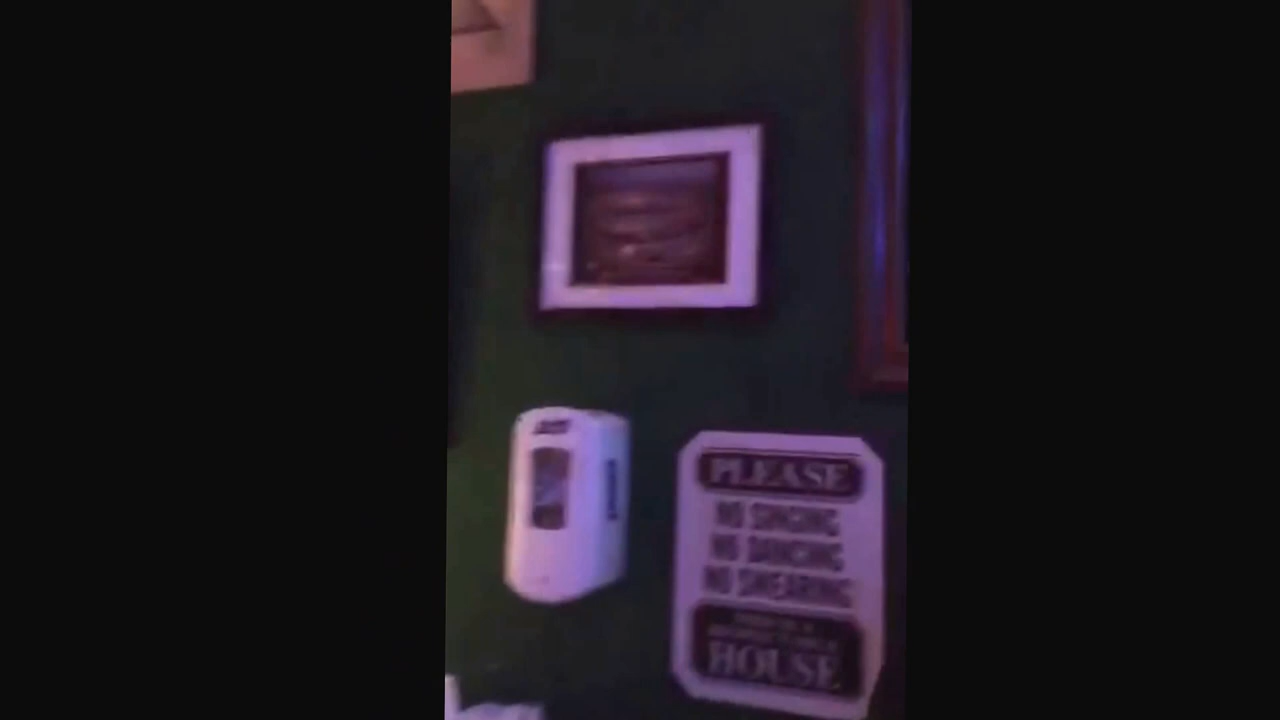 PLEASE
NO SINGING
NO DANCING
NO SWEARING
HOUSE